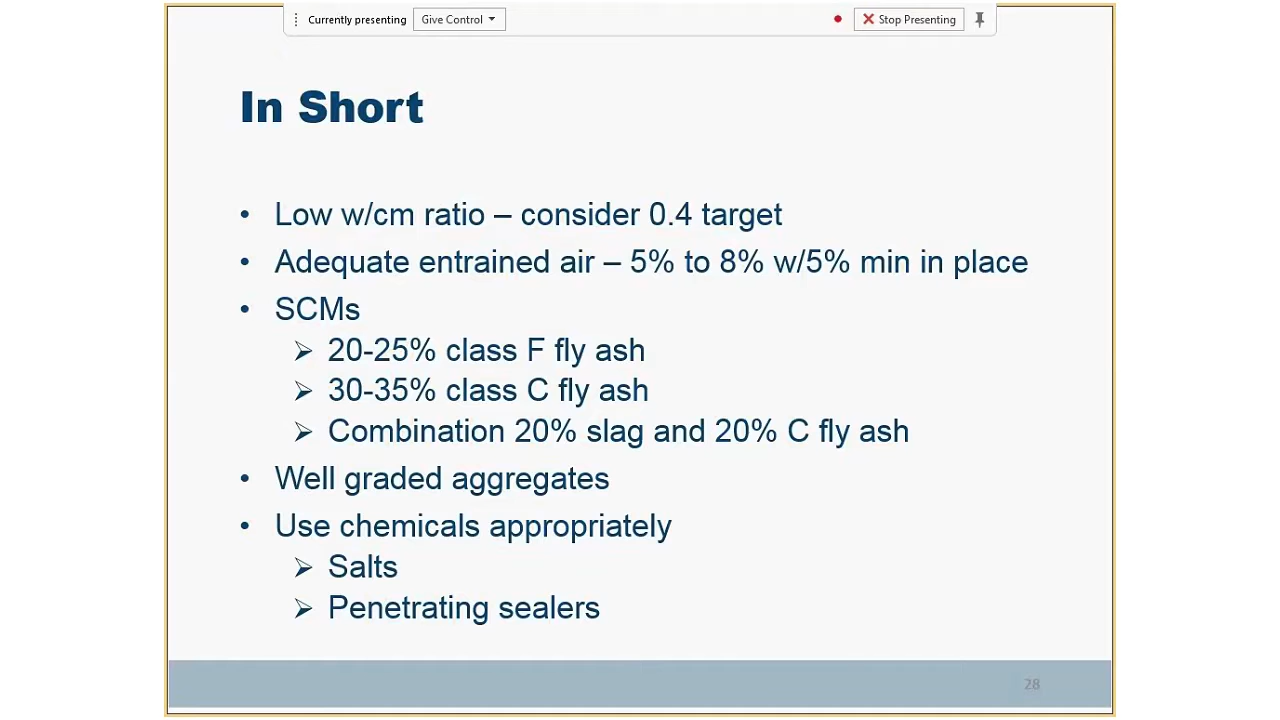 Currently presenting Give Control Stop Presenting
In Short
• Low w/cm ratio – consider 0.4 target
• Adequate entrained air – 5% to 8% w/5% min in place
• SCMs
➢ 20-25% class F fly ash
➢ 30-35% class C fly ash
➢ Combination 20% slag and 20% C fly ash
• Well graded aggregates
• Use chemicals appropriately
➢ Salts
➢ Penetrating sealers
28